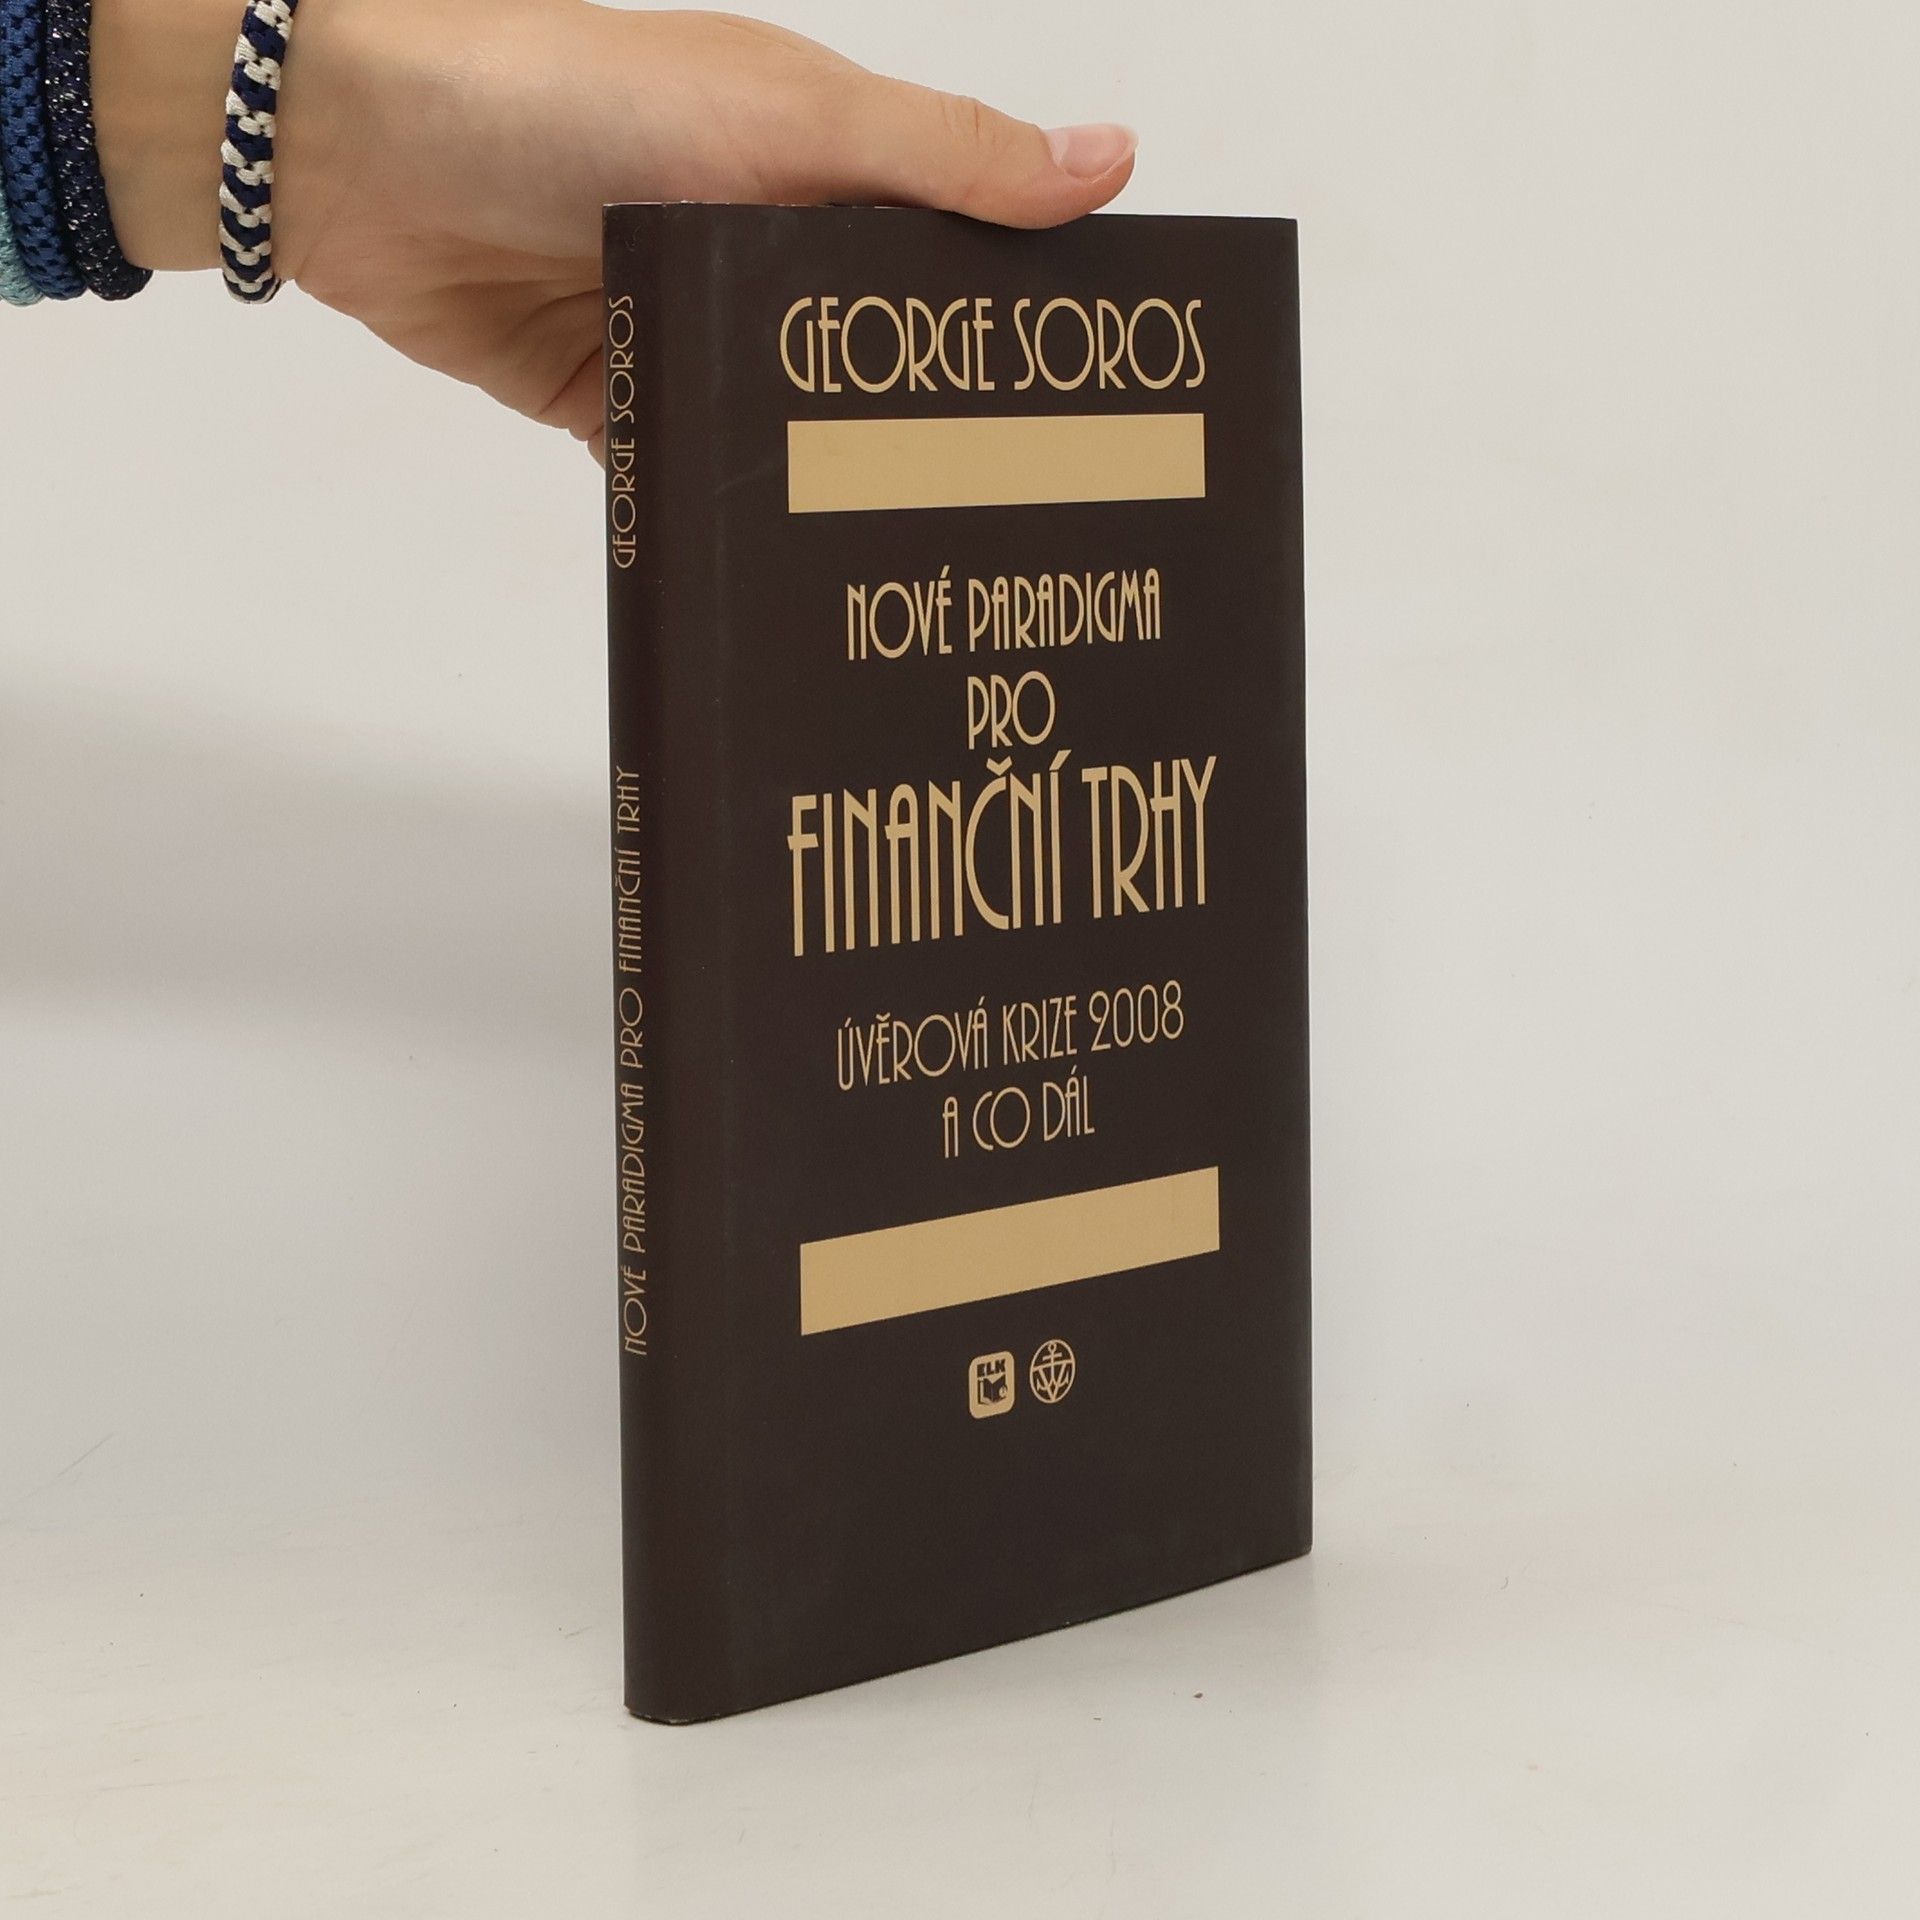 GEORGE SOROS
NOVÉ PARADIGMA
PRO
FINANČNÍ TRHY
ÚVĚROVÁ KRIZE 2008
A CO DÁL
ELK
NOVÉ PARADIGMA PRO FINANČNÍ TRHY GEORGE SOROS